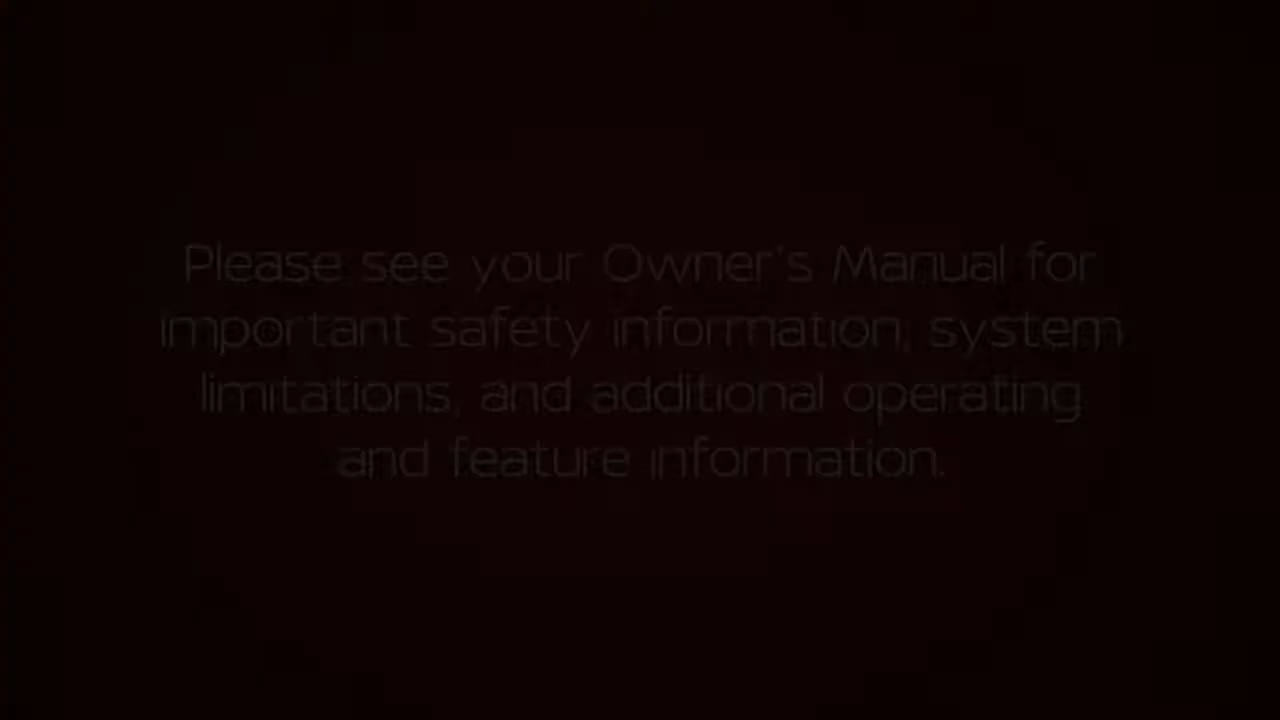 Please see your Owner's Manual for
important safety information, system
limitations, and additional operating
and feature information.